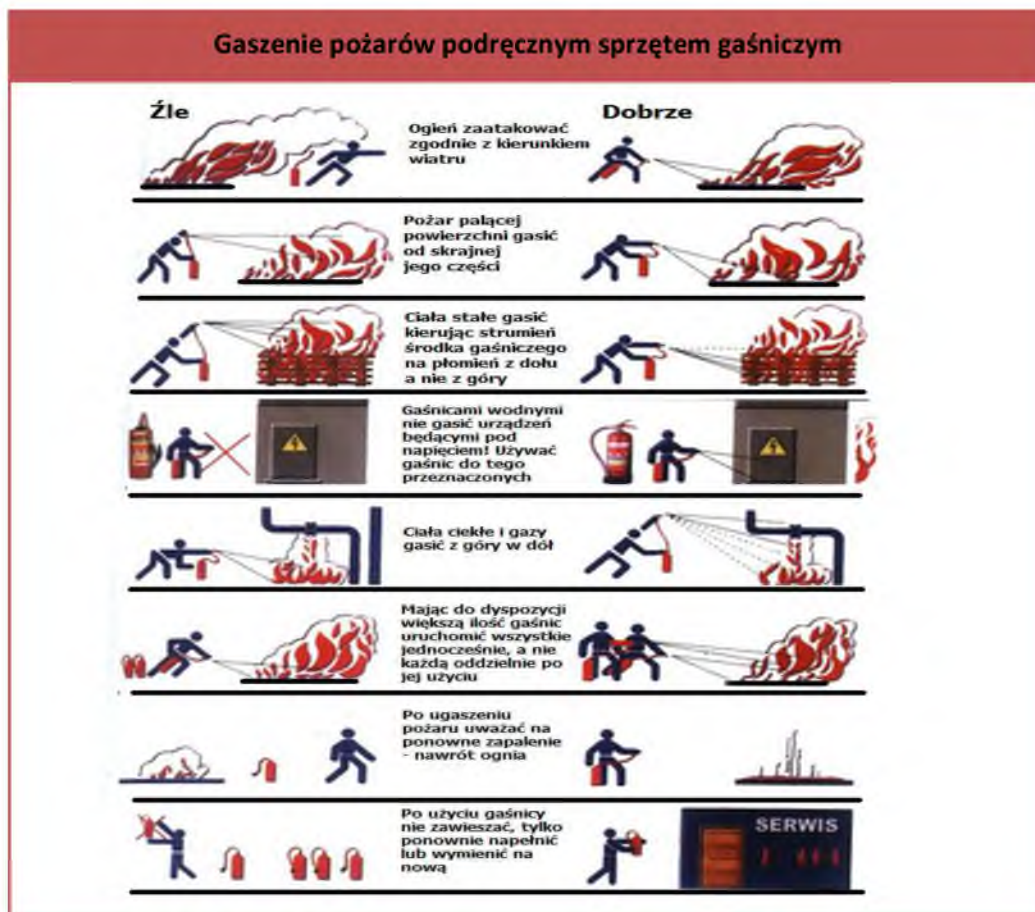 Gaszenie pożarów podręcznym sprzętem gaśniczym
Źle
Dobrze
Ogień zaatakować
zgodnie z kierunkiem
wiatru
Pożar palącej
powierzchni gasić
od skrajnej
jego części
Ciała stałe gasić
kierując strumień
środka gaśniczego
na płomień z dołu
a nie z góry
Gaśnicami wodnymi
nie gasić urządzeń
będącymi pod
napięciem! Używać
gaśnic do tego
przeznaczonych
Ciała ciekłe i gazy
gasić z góry w dół
Mając do dyspozycji
większą ilość gaśnic
uruchomić wszystkie
jednocześnie, a nie
każdą oddzielnie po
jej użyciu
Po ugaszeniu
pożaru uważać na
ponowne zapalenie
- nawrót ognia
Po użyciu gaśnicy
nie zawieszać, tylko
ponownie napełnić
lub wymienić na
nową
SERWIS